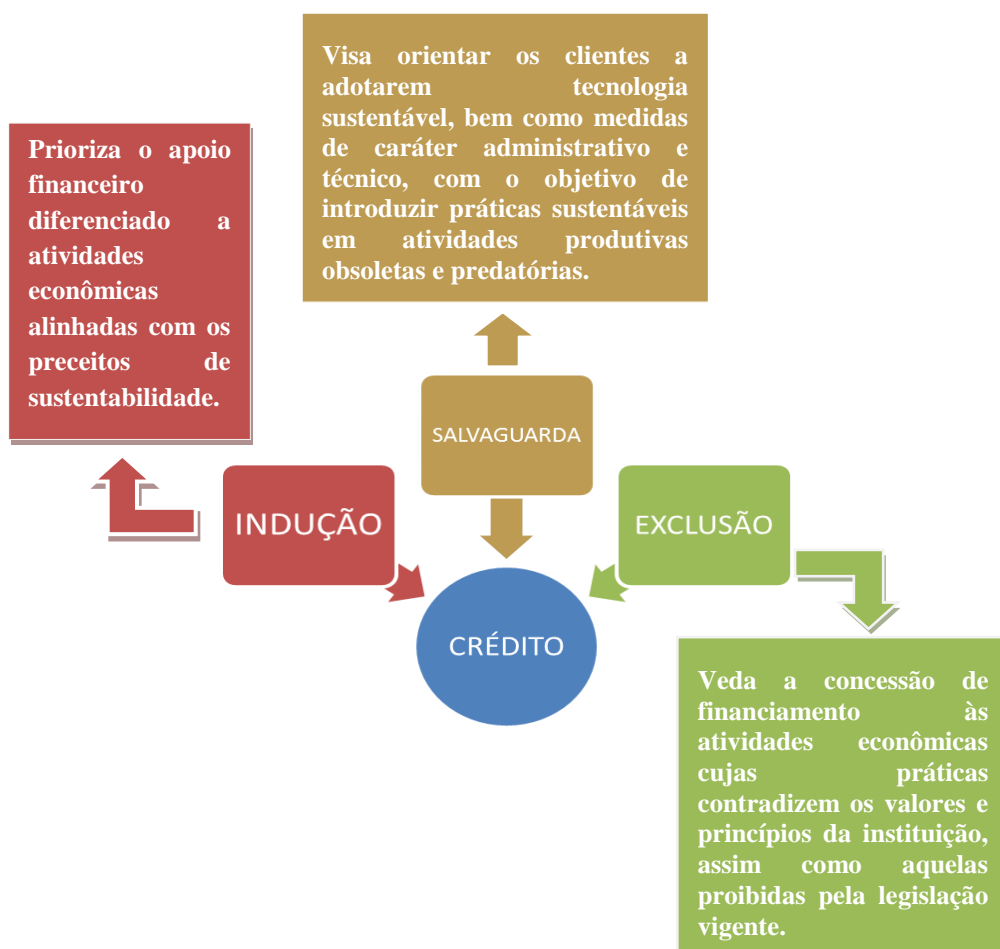 Visa orientar os clientes a
adotarem tecnologia
sustentável, bem como medidas
de caráter administrativo e
técnico, com o objetivo de
introduzir práticas sustentáveis
em atividades produtivas
obsoletas e predatórias.
Prioriza o apoio
financeiro
diferenciado a
atividades
econômicas
alinhadas com os
preceitos de
sustentabilidade.
SALVAGUARDA
INDUÇÃO
EXCLUSÃO
CRÉDITO
Veda a concessão de
financiamento às
atividades econômicas
cujas práticas
contradizem os valores e
princípios da instituição,
assim como aquelas
proibidas pela legislação
vigente.